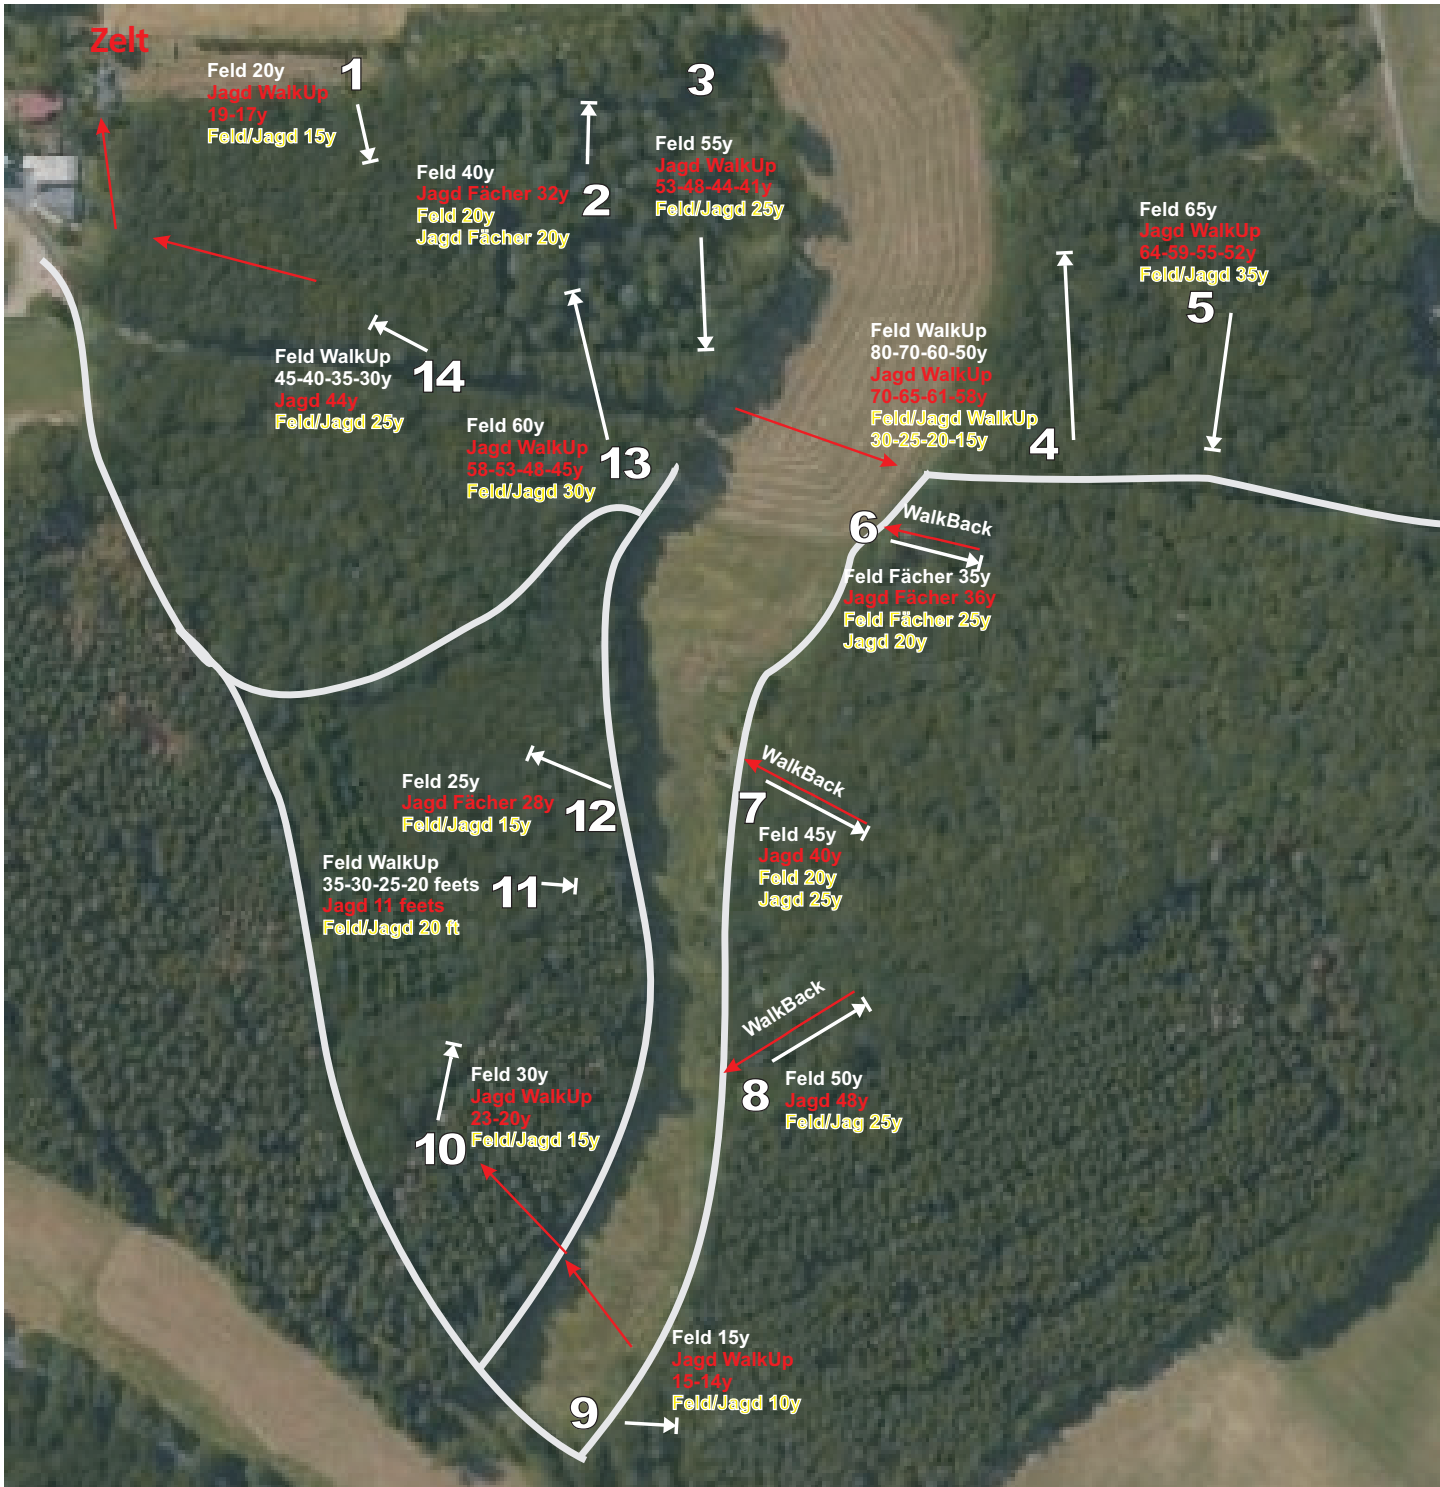 Zelt
Feld 20y
Jagd WalkUp
19-17y
Feld/Jagd 15y
1
Feld 40y
Jagd Fächer 32y
Feld 20y
Jagd Fächer 20y
2
3
Feld 55y
Jagd WalkUp
53-48-44-41y
Feld/Jagd 25y
Feld WalkUp
80-70-60-50y
Jagd WalkUp
70-65-61-58y
Feld/Jagd WalkUp
30-25-20-15y
4
Feld 65y
Jagd WalkUp
64-59-55-52y
Feld/Jagd 35y
5
Feld WalkUp
45-40-35-30y
Jagd 44y
Feld/Jagd 25y
14
Feld 60y
Jagd WalkUp
58-53-48-45y
Feld/Jagd 30y
13
6
WalkBack
Feld Fächer 35y
Jagd Fächer 36y
Feld Fächer 25y
Jagd 20y
WalkBack
7
Feld 45y
Jagd 40y
Feld 20y
Jagd 25y
Feld 25y
Jagd Fächer 28y
Feld/Jagd 15y
12
Feld WalkUp
35-30-25-20 feets
Jagd 11 feets
Feld/Jagd 20 ft
11
WalkBack
8
Feld 50y
Jagd 48y
Feld/Jag 25y
Feld 30y
Jagd WalkUp
23-20y
Feld/Jagd 15y
10
Feld 15y
Jagd WalkUp
15-14y
Feld/Jagd 10y
9